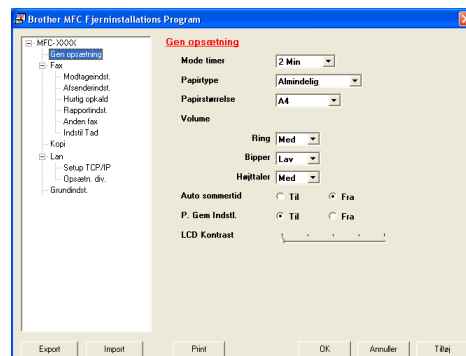 Brother MFC Fjerninstallations Program
MFC-XXXX
Gen opsætning
Fax
Modtageindst.
Afsenderindst.
Hurtig opkald
Rapportindst.
Anden fax
Indstil Tad
Kopi
Lan
Setup TCP/IP
Opsætn. div.
Grundindst.
Gen opsætning
Mode timer 2 Min
Papirtype Almindelig
Papirstørrelse A4
Volume
Ring Med
Bipper Lav
Højttaler Med
Auto sommertid Til Fra
P. Gem Indstl. Til Fra
LCD Kontrast
Export Import Print OK Annuller Tilføj